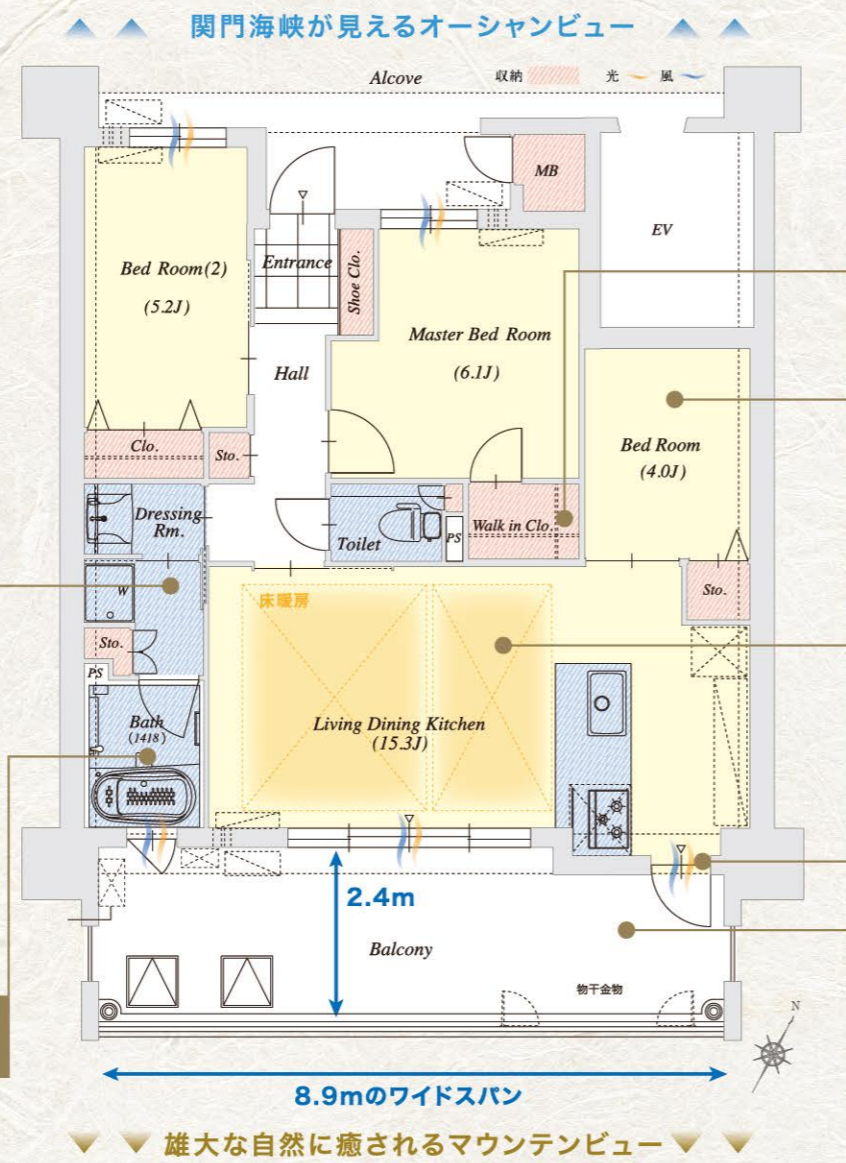 関門海峡が見えるオーシャンビュー
Alcove
収納 光 風
MB
EV
Bed Room(2)
(5.2J)
Entrance
Shoe Clo.
Master Bed Room
(6.1J)
Hall
Bed Room
(4.0J)
Clo.
Sto.
Dressing
Rm.
Toilet
PS
Walk in Clo.
W
床暖房
Sto.
Sto.
PS
Bath
(1418)
Living Dining Kitchen
(15.3J)
2.4m
Balcony
物干金物
N
8.9mのワイドスパン
雄大な自然に癒されるマウンテンビュー